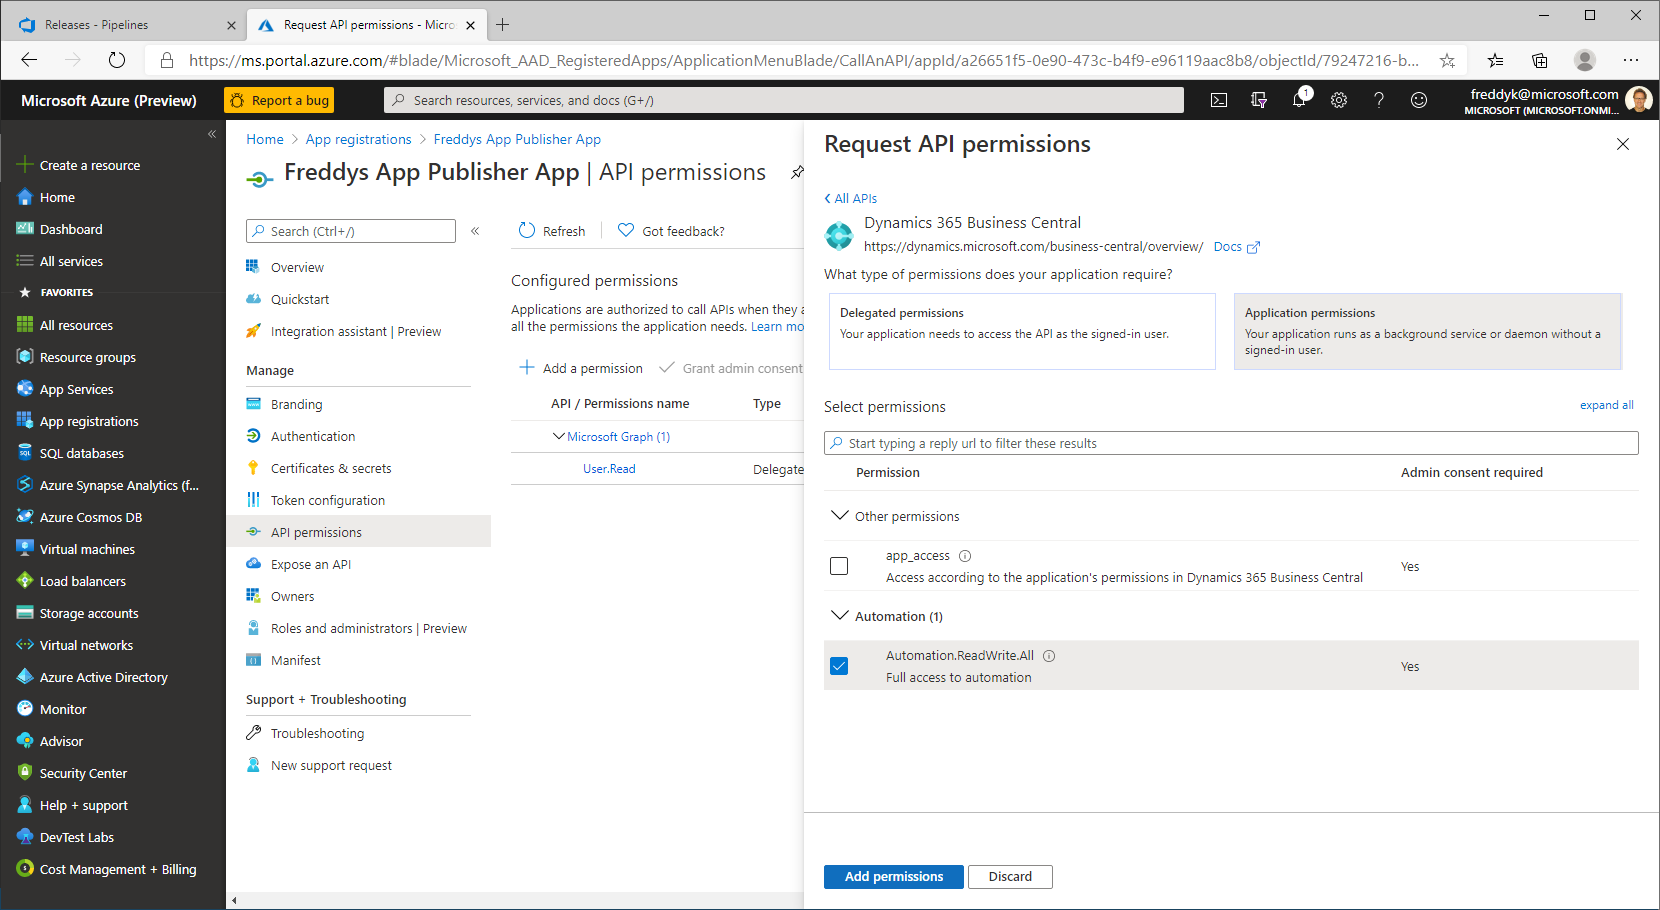 Releases - Pipelines
Request API permissions - Micro
https://ms.portal.azure.com/#blade/Microsoft_AAD_RegisteredApps/ApplicationMenuBlade/CallAnAPI/appId/a26651f5-0e90-473c-b4f9-e96119aac8b8/objectId/79247216-b...
Microsoft Azure (Preview)
Report a bug
Search resources, services, and docs (G+/)
1
freddyk@microsoft.com
MICROSOFT (MICROSOFT.ONMI...
Create a resource
Home
Dashboard
All services
FAVORITES
All resources
Resource groups
App Services
App registrations
SQL databases
Azure Synapse Analytics (f...
Azure Cosmos DB
Virtual machines
Load balancers
Storage accounts
Virtual networks
Azure Active Directory
Monitor
Advisor
Security Center
Help + support
DevTest Labs
Cost Management + Billing
Home > App registrations > Freddys App Publisher App
Freddys App Publisher App | API permissions
Search (Ctrl+/)
Overview
Quickstart
Integration assistant | Preview
Manage
Branding
Authentication
Certificates & secrets
Token configuration
API permissions
Expose an API
Owners
Roles and administrators | Preview
Manifest
Support + Troubleshooting
Troubleshooting
New support request
Refresh
Got feedback?
Configured permissions
Applications are authorized to call APIs when they a
all the permissions the application needs. Learn mo
Add a permission
Grant admin consent
API / Permissions name
Type
Microsoft Graph (1)
User.Read
Delegate
Request API permissions
All APIs
Dynamics 365 Business Central
https://dynamics.microsoft.com/business-central/overview/ Docs
What type of permissions does your application require?
Delegated permissions
Your application needs to access the API as the signed-in user.
Application permissions
Your application runs as a background service or daemon without a
signed-in user.
Select permissions
expand all
Start typing a reply url to filter these results
Permission
Admin consent required
Other permissions
app_access
Access according to the application's permissions in Dynamics 365 Business Central
Yes
Automation (1)
Automation.ReadWrite.All
Full access to automation
Yes
Add permissions
Discard